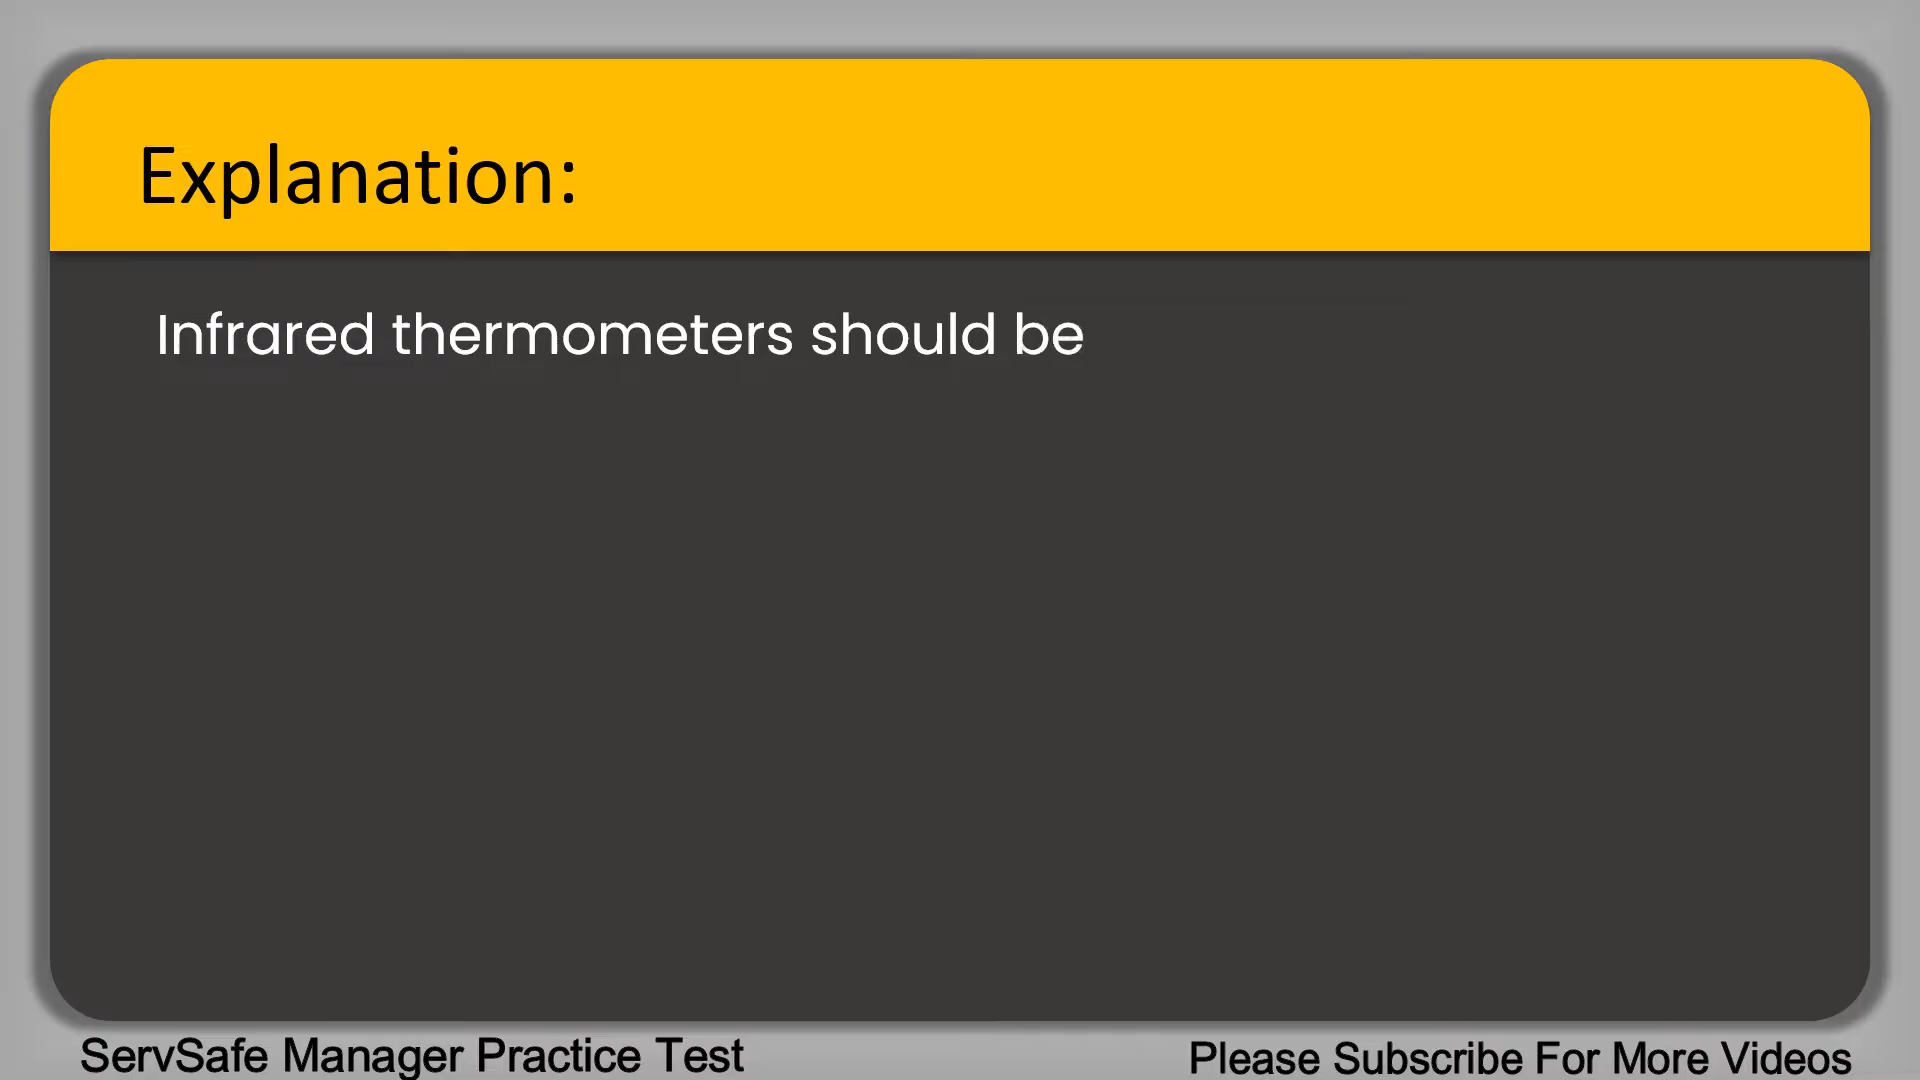 Explanation:
Infrared thermometers should be
ServSafe Manager Practice Test
Please Subscribe For More Videos